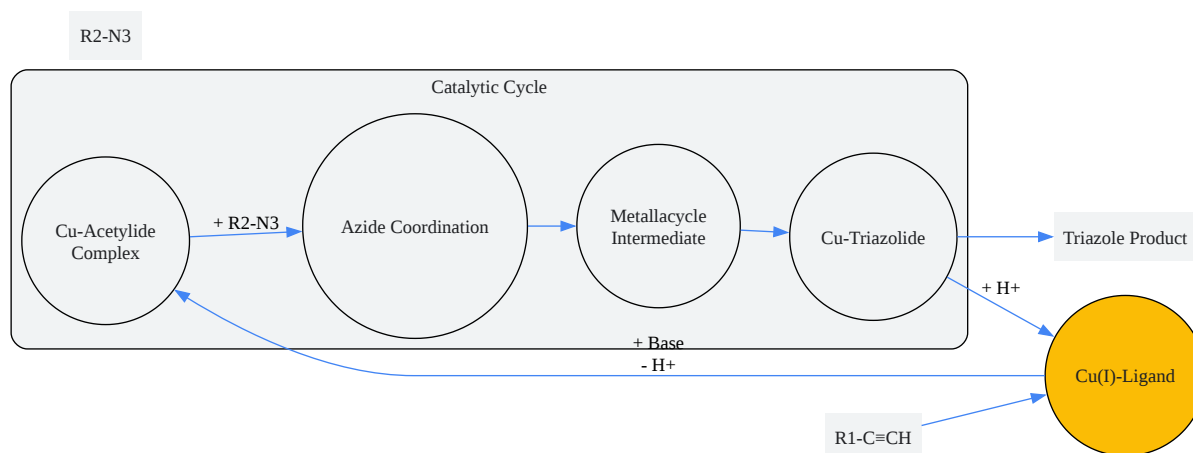 R2-N3
Catalytic Cycle
Cu-Acetylide
Complex
+ R2-N3
Azide Coordination
Metallacycle
Intermediate
Cu-Triazolide
Triazole Product
+ H+
+ Base
- H+
Cu(I)-Ligand
R1-C≡CH